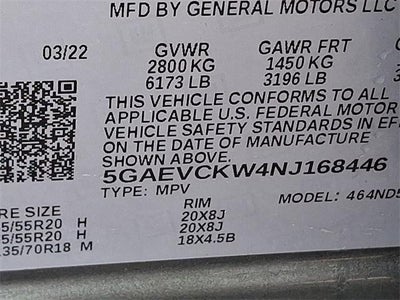 MFD BY GENERAL MOTORS LLC
03/22 GVWR GAWR FRT
2800 KG 1450 KG
6173 LB 3196 LB
THIS VEHICLE CONFORMS TO ALL
APPLICABLE U.S. FEDERAL MOTOR
VEHICLE SAFETY STANDARDS IN EF
ON THE DATE OF MANUFACTURE
SHOWN ABOVE.
5GAEVCKW4NJ168446
TYPE: MPV MODEL: 464ND5
RE SIZE RIM
5/55R20 H 20X8J
5/55R20 H 20X8J
135/70R18 M 18X4.5B